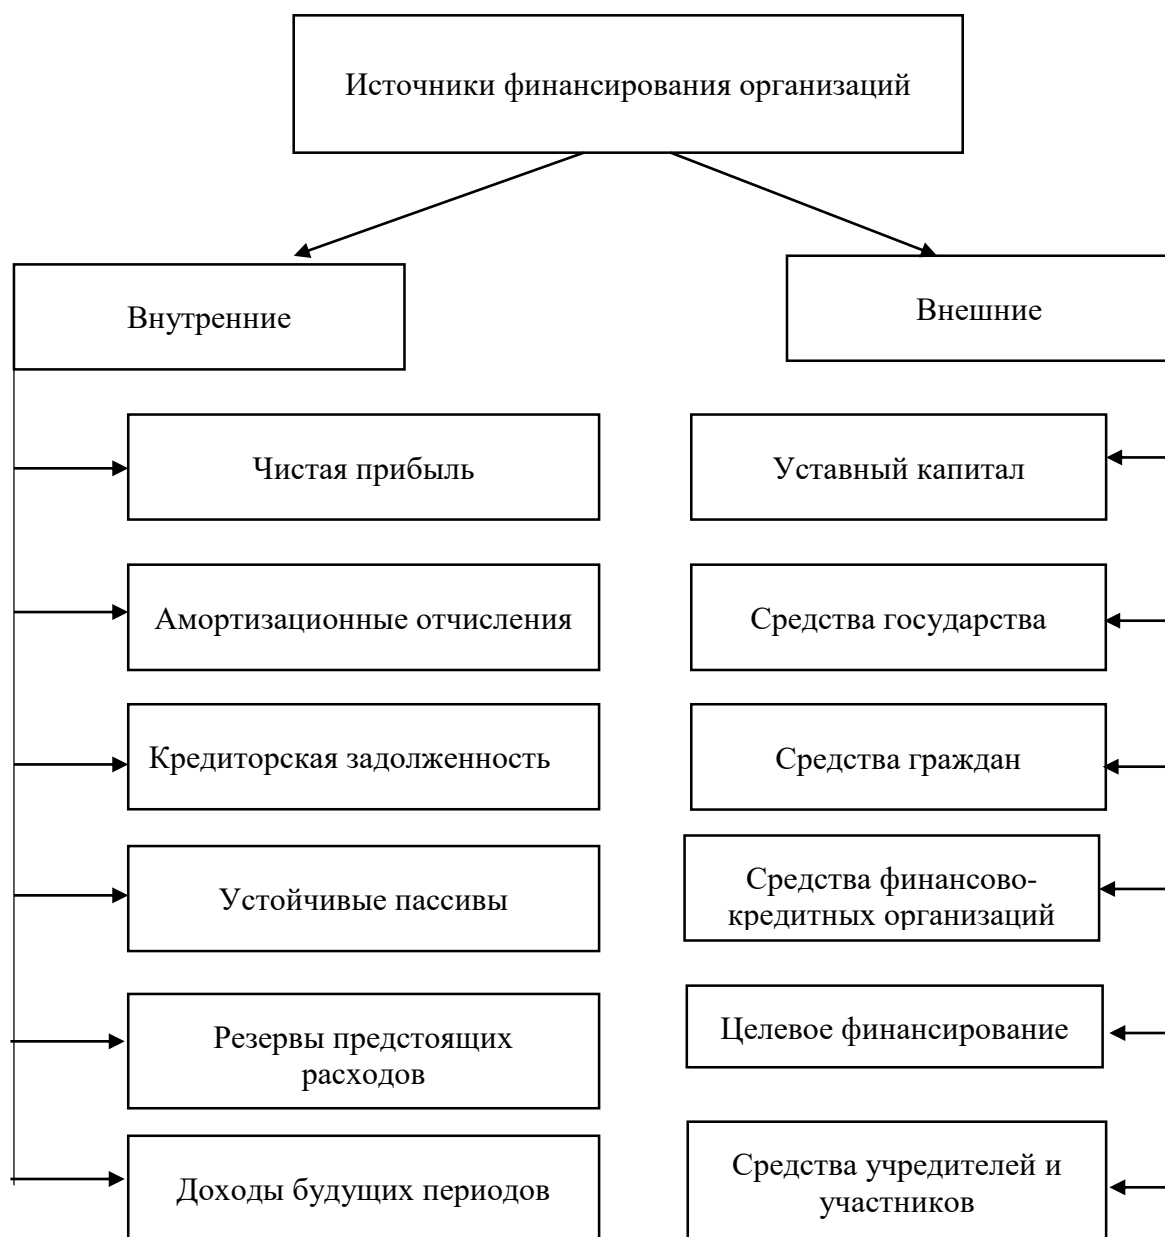 Источники финансирования организаций
Внутренние
Внешние
Чистая прибыль
Уставный капитал
Амортизационные отчисления
Средства государства
Кредиторская задолженность
Средства граждан
Устойчивые пассивы
Средства финансово-
кредитных организаций
Резервы предстоящих
расходов
Целевое финансирование
Доходы будущих периодов
Средства учредителей и
участников